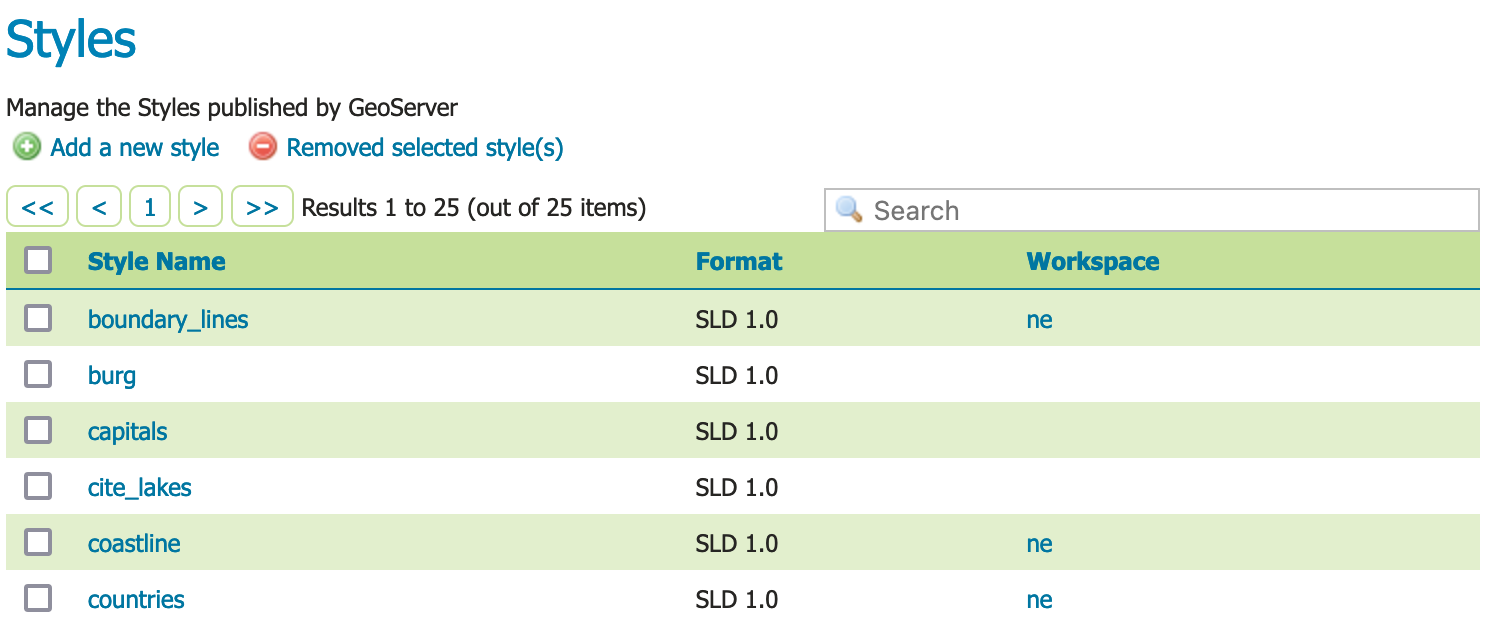 Styles
Manage the Styles published by GeoServer
Add a new style Removed selected style(s)
<< < 1 > >> Results 1 to 25 (out of 25 items) Search
Style Name Format Workspace
boundary_lines SLD 1.0 ne
burg SLD 1.0
capitals SLD 1.0
cite_lakes SLD 1.0
coastline SLD 1.0 ne
countries SLD 1.0 ne